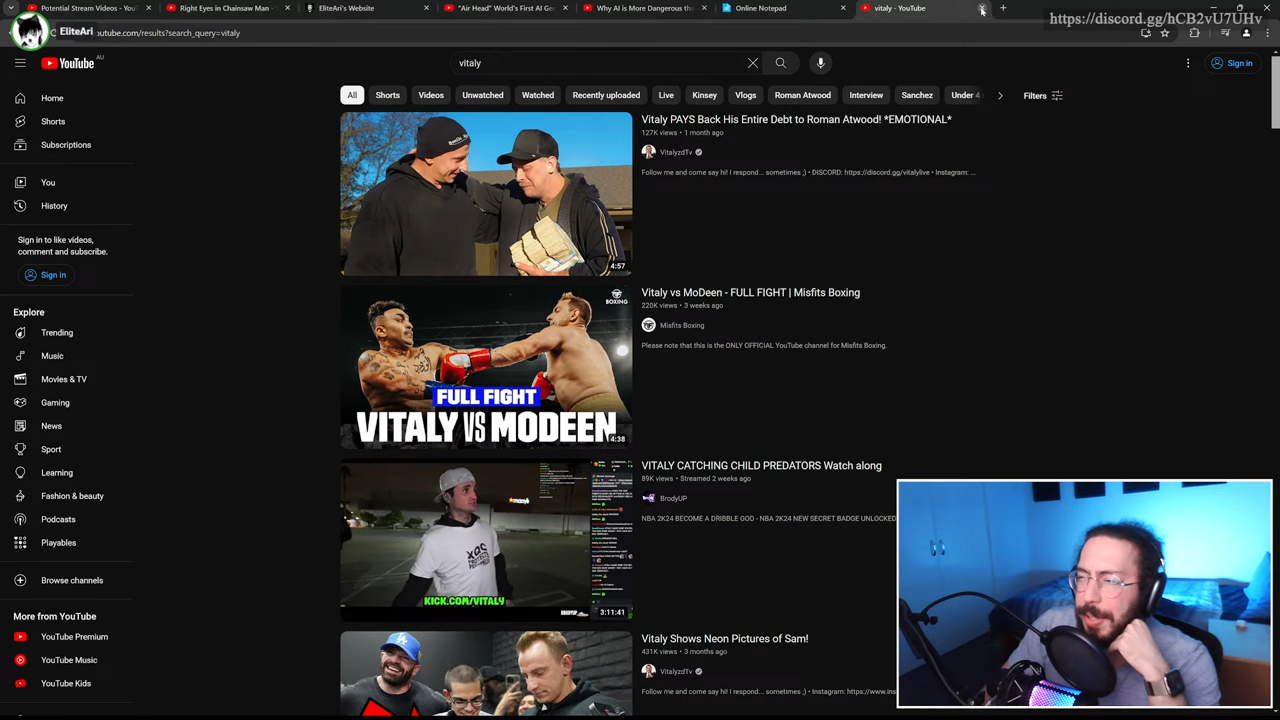 Potential Stream Videos - You
Right Eyes in Chainsaw Man -
EliteAri's Website
"Air Head" World's First AI Ge
Why AI is More Dangerous th
Online Notepad
vitaly - YouTube
https://discord.gg/hCB2vU7UHv
EliteAri
outube.com/results?search_query=vitaly
YouTube AU
vitaly
Sign in
Home
Shorts
Subscriptions
You
History
Sign in to like videos,
comment and subscribe.
Sign in
xplore
Trending
Music
Movies & TV
Gaming
News
Sport
Learning
Fashion & beauty
Podcasts
Playables
Browse channels
More from YouTube
YouTube Premium
YouTube Music
YouTube Kids
All
Shorts
Videos
Unwatched
Watched
Recently uploaded
Live
Kinsey
Vlogs
Roman Atwood
Interview
Sanchez
Under 4
Filters
4:57
Vitaly PAYS Back His Entire Debt to Roman Atwood! *EMOTIONAL*
127K views • 1 month ago
VitalyzdTv
Follow me and come say hi! I respond... sometimes ;) • DISCORD: https://discord.gg/vitalylive • Instagram: ...
BOXING
FULL FIGHT
VITALY VS MODEEN
4:38
Vitaly vs MoDeen - FULL FIGHT | Misfits Boxing
220K views • 3 weeks ago
Misfits Boxing
Please note that this is the ONLY OFFICIAL YouTube channel for Misfits Boxing.
KICK.COM/VITALY
3:11:41
VITALY CATCHING CHILD PREDATORS Watch along
89K views • Streamed 2 weeks ago
BrodyUP
NBA 2K24 BECOME A DRIBBLE GOD - NBA 2K24 NEW SECRET BADGE UNLOCKED
Vitaly Shows Neon Pictures of Sam!
431K views • 3 months ago
VitalyzdTv
Follow me and come say hi! I respond... sometimes ;) • Instagram: https://www.ins